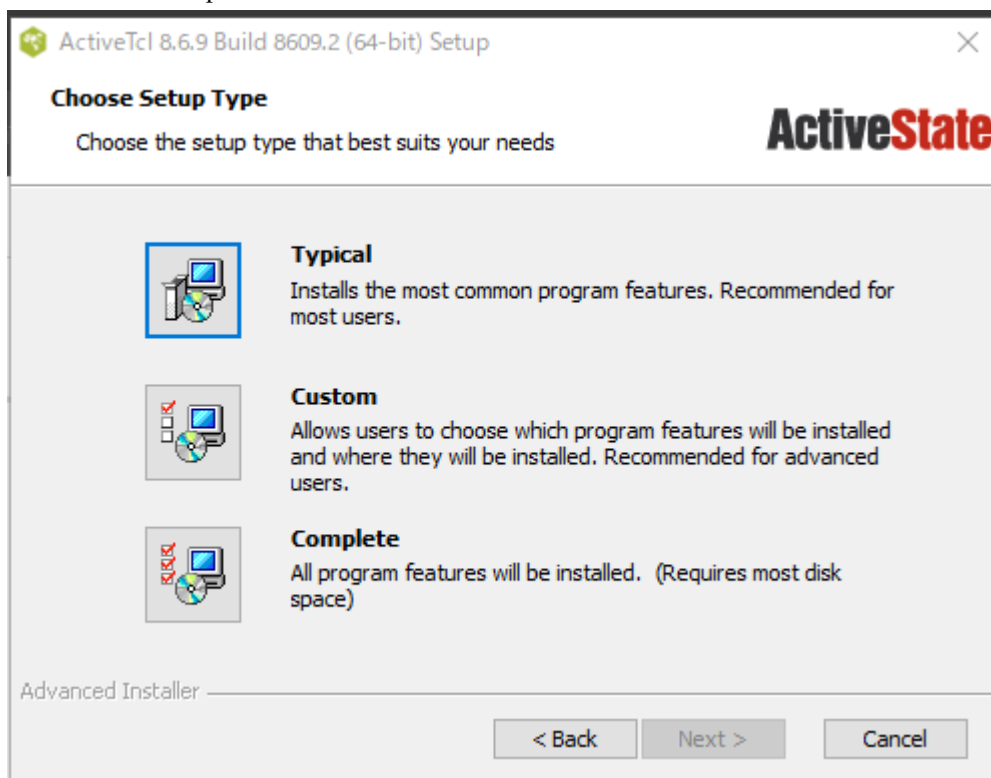 ActiveTcl 8.6.9 Build 8609.2 (64-bit) Setup
Choose Setup Type
Choose the setup type that best suits your needs
ActiveState
Typical
Installs the most common program features. Recommended for
most users.
Custom
Allows users to choose which program features will be installed
and where they will be installed. Recommended for advanced
users.
Complete
All program features will be installed.  (Requires most disk
space)
Advanced Installer
< Back
Next >
Cancel